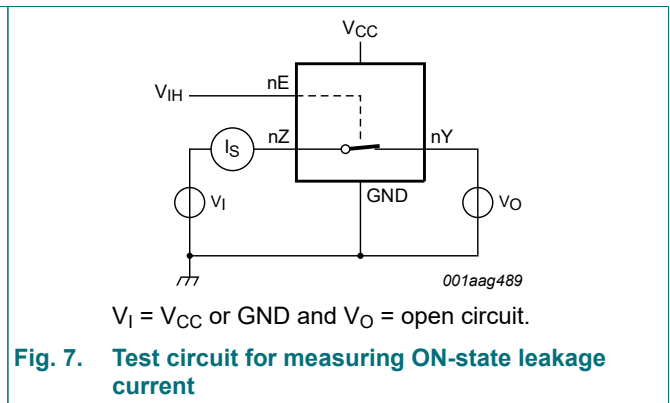 VCC
nE
VIH
IS
nZ
nY
VI
GND
VO
001aag489
VI = VCC or GND and VO = open circuit.
Fig. 7. Test circuit for measuring ON-state leakage
current